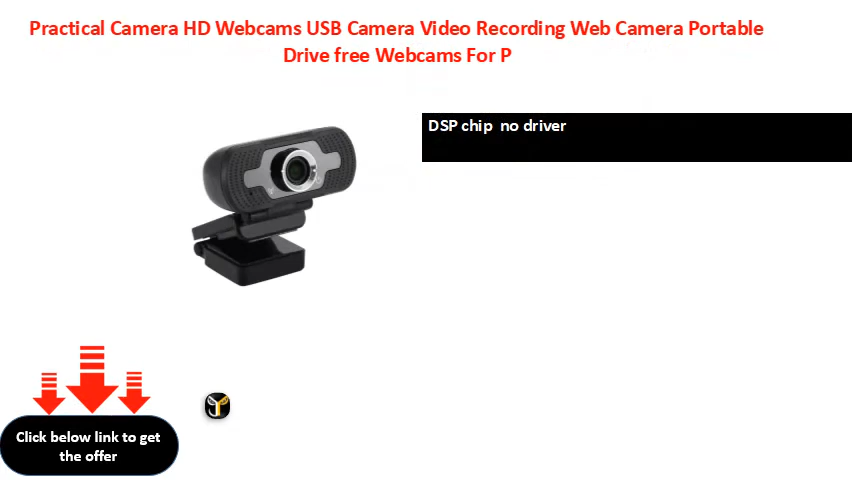 Practical Camera HD Webcams USB Camera Video Recording Web Camera Portable
Drive free Webcams For P
DSP chip  no driver
Click below link to get
the offer